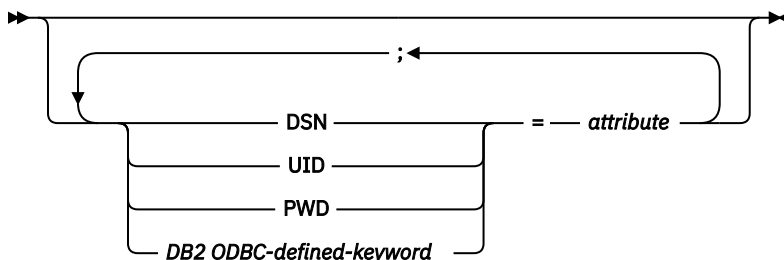 ;
DSN = attribute
UID
PWD
DB2 ODBC-defined-keyword